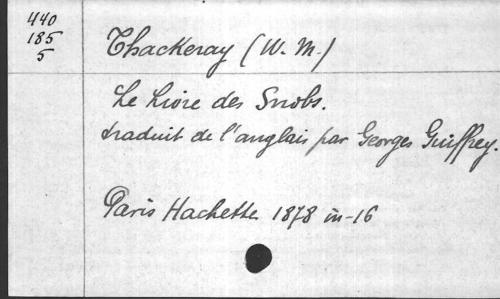 440
185
5
Thackeray (W. M.)
Le Livre des Snobs.
traduit de l'anglais par Georges Guiffrey.
Paris Hachette 1878 in-16